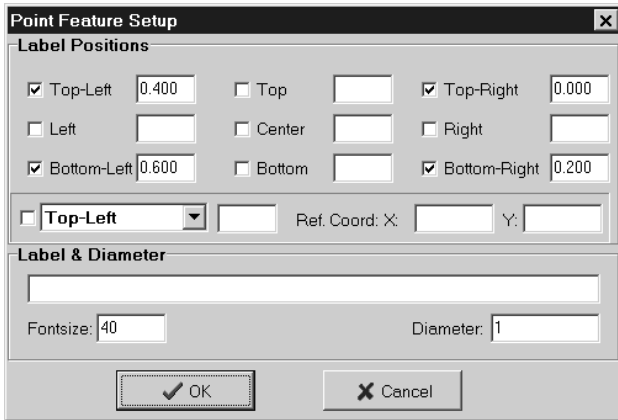 Point Feature Setup
Label Positions
Top-Left 0.400 Top Top-Right 0.000
Left Center Right
Bottom-Left 0.600 Bottom Bottom-Right 0.200
Top-Left Ref. Coord: X: Y:
Label & Diameter
Fontsize: 40 Diameter: 1
OK Cancel